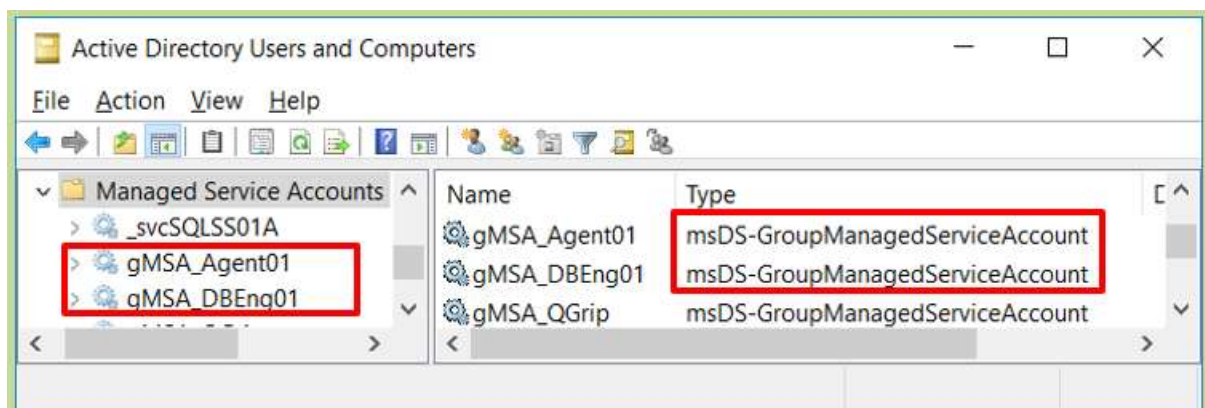 Active Directory Users and Computers
File Action View Help
Managed Service Accounts
_svcSQLSS01A
gMSA_Agent01
gMSA_DBEng01
Name Type
gMSA_Agent01 msDS-GroupManagedServiceAccount
gMSA_DBEng01 msDS-GroupManagedServiceAccount
gMSA_QGrip msDS-GroupManagedServiceAccount